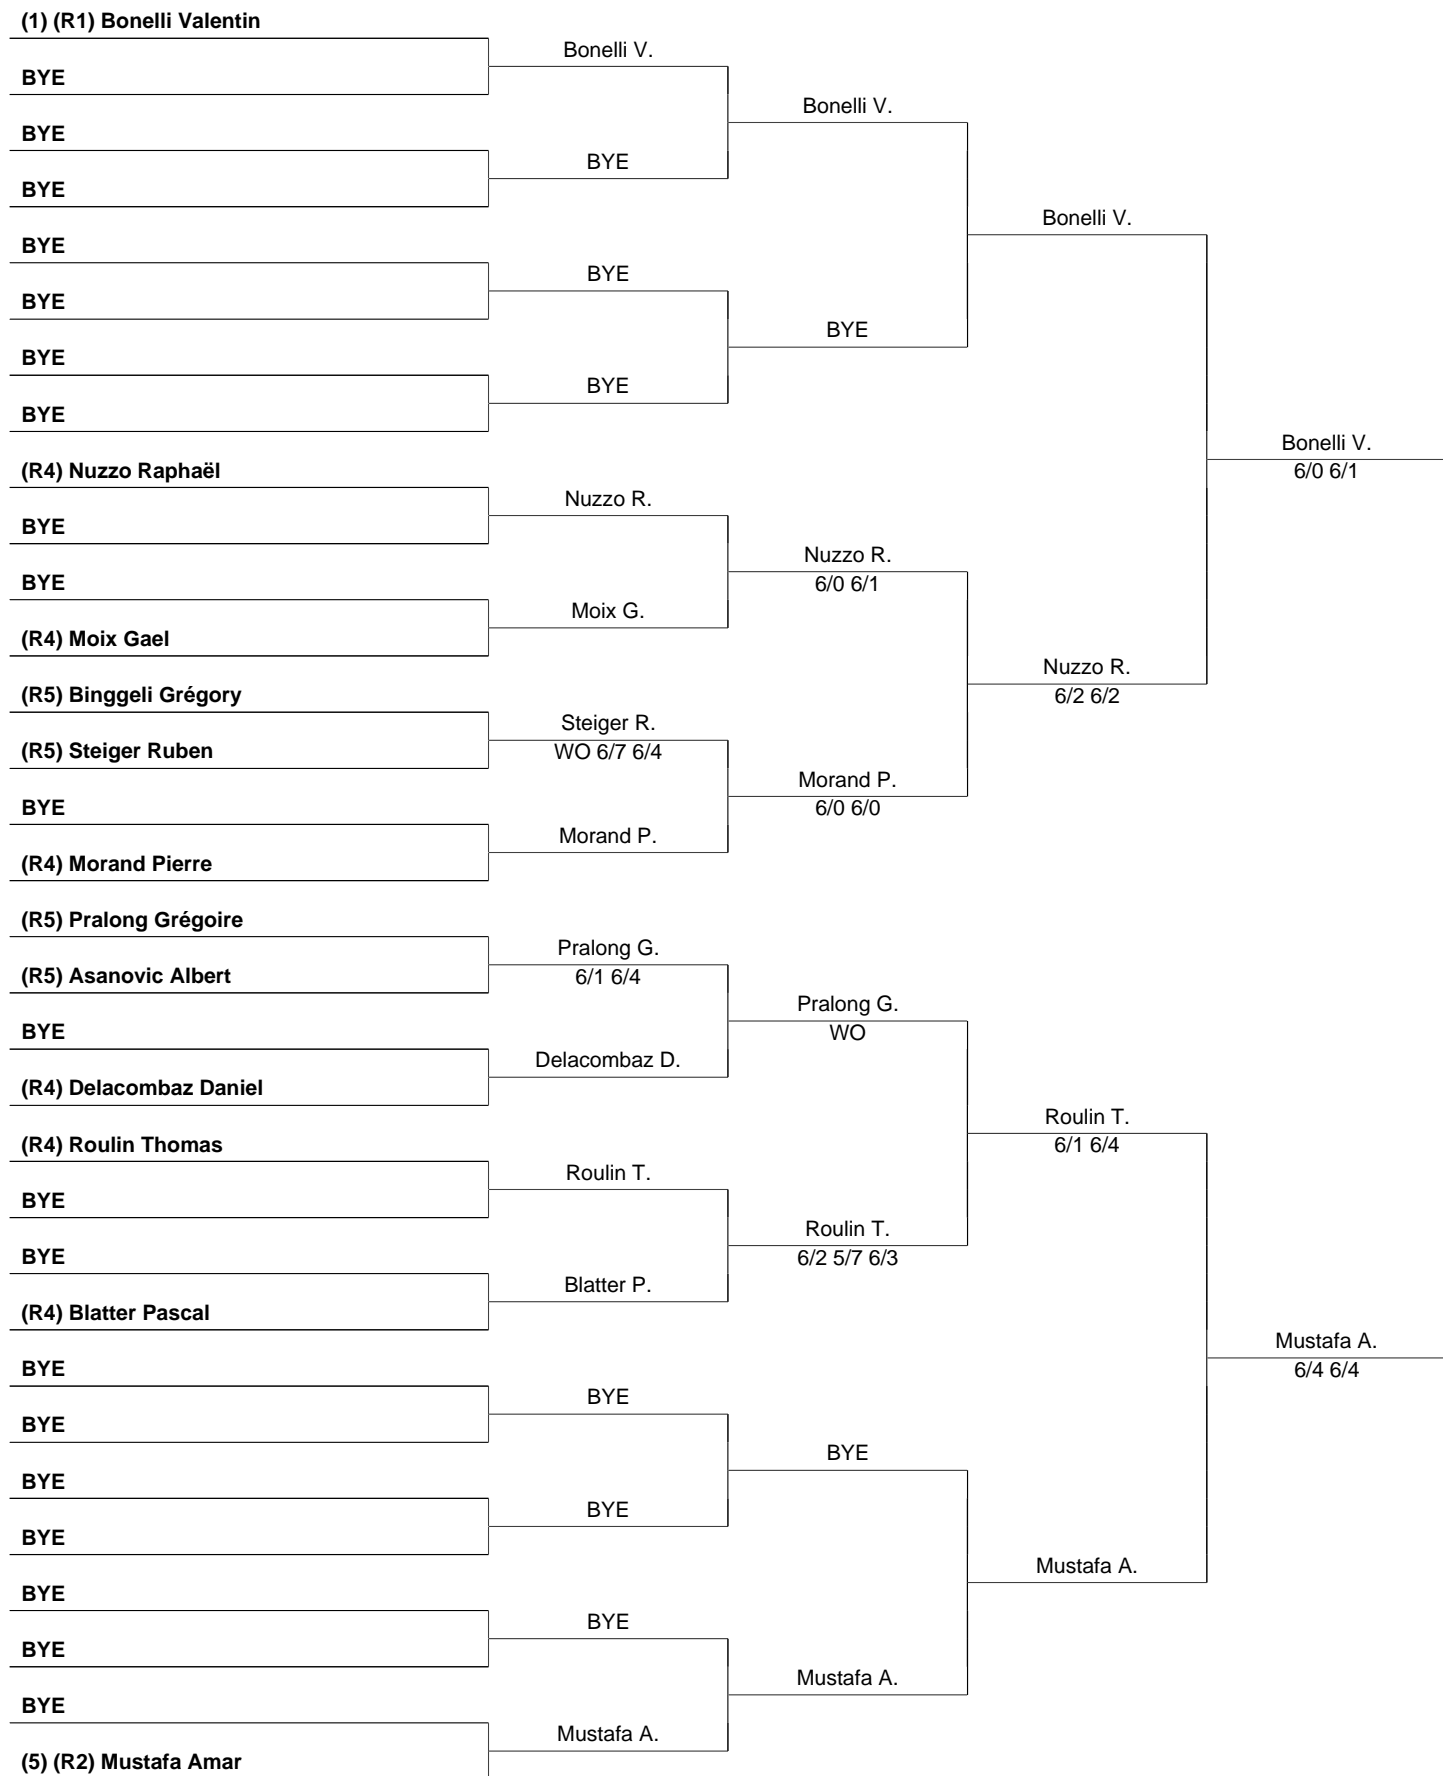 (1) (R1) Bonelli Valentin
Bonelli V.
BYE
Bonelli V.
BYE
BYE
BYE
Bonelli V.
BYE
BYE
BYE
BYE
BYE
BYE
BYE
Bonelli V.
6/0 6/1
(R4) Nuzzo Raphaël
Nuzzo R.
BYE
Nuzzo R.
6/0 6/1
BYE
Moix G.
(R4) Moix Gael
Nuzzo R.
6/2 6/2
(R5) Binggeli Grégory
Steiger R.
WO 6/7 6/4
(R5) Steiger Ruben
Morand P.
6/0 6/0
BYE
Morand P.
(R4) Morand Pierre
(R5) Pralong Grégoire
Pralong G.
6/1 6/4
(R5) Asanovic Albert
Pralong G.
WO
BYE
Delacombaz D.
(R4) Delacombaz Daniel
Roulin T.
6/1 6/4
(R4) Roulin Thomas
Roulin T.
BYE
Roulin T.
6/2 5/7 6/3
BYE
Blatter P.
(R4) Blatter Pascal
Mustafa A.
6/4 6/4
BYE
BYE
BYE
BYE
BYE
BYE
BYE
Mustafa A.
BYE
BYE
BYE
Mustafa A.
BYE
Mustafa A.
(5) (R2) Mustafa Amar